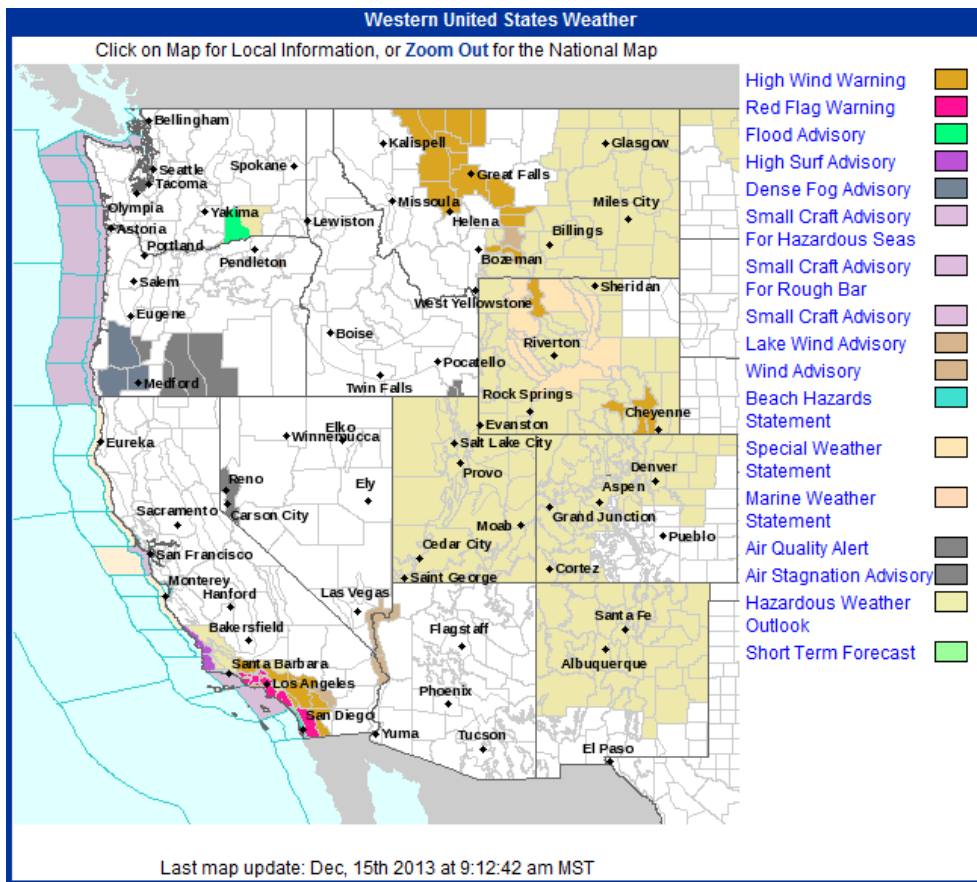 Western United States Weather
Click on Map for Local Information, or Zoom Out for the National Map
Bellingham
Seattle
Tacoma
Olympia
Spokane
Yakima
Astoria
Portland
Pendleton
Lewiston
Salem
Eugene
Medford
Kalispell
Great Falls
Missoula
Helena
Glasgow
Miles City
Billings
Bozeman
West Yellowstone
Sheridan
Boise
Riverton
Pocatello
Twin Falls
Rock Springs
Cheyenne
Evanston
Eureka
Elko
Winnemucca
Salt Lake City
Provo
Reno
Carson City
Ely
Denver
Aspen
Grand Junction
Pueblo
Sacramento
San Francisco
Moab
Cedar City
Cortez
Saint George
Monterey
Hanford
Las Vegas
Bakersfield
Flagstaff
Santa Fe
Albuquerque
Santa Barbara
Los Angeles
Phoenix
San Diego
Yuma
Tucson
El Paso
High Wind Warning
Red Flag Warning
Flood Advisory
High Surf Advisory
Dense Fog Advisory
Small Craft Advisory
For Hazardous Seas
Small Craft Advisory
For Rough Bar
Small Craft Advisory
Lake Wind Advisory
Wind Advisory
Beach Hazards
Statement
Special Weather
Statement
Marine Weather
Statement
Air Quality Alert
Air Stagnation Advisory
Hazardous Weather
Outlook
Short Term Forecast
Last map update: Dec, 15th 2013 at 9:12:42 am MST